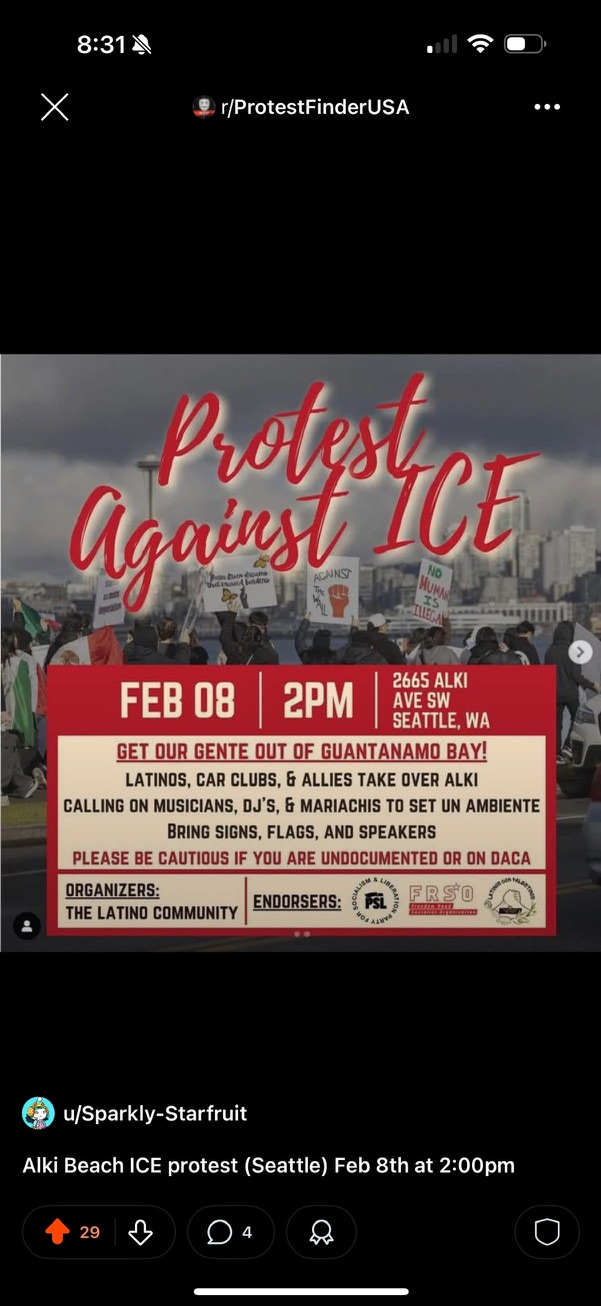 8:31
r/ProtestFinderUSA
Protest
Against ICE
AGAINST
THE
WALL
NO
HUMAN
IS
ILLEGAL
FEB 08
2PM
2665 ALKI
AVE SW
SEATTLE, WA
GET OUR GENTE OUT OF GUANTANAMO BAY!
LATINOS, CAR CLUBS, & ALLIES TAKE OVER ALKI
CALLING ON MUSICIANS, DJ'S, & MARIACHIS TO SET UN AMBIENTE
BRING SIGNS, FLAGS, AND SPEAKERS
PLEASE BE CAUTIOUS IF YOU ARE UNDOCUMENTED OR ON DACA
ORGANIZERS:
THE LATINO COMMUNITY
ENDORSERS:
PARTY FOR SOCIALISM & LIBERATION
PSL
FRSO
Freedom Road
Socialist Organization
u/Sparkly-Starfruit
Alki Beach ICE protest (Seattle) Feb 8th at 2:00pm
29
4